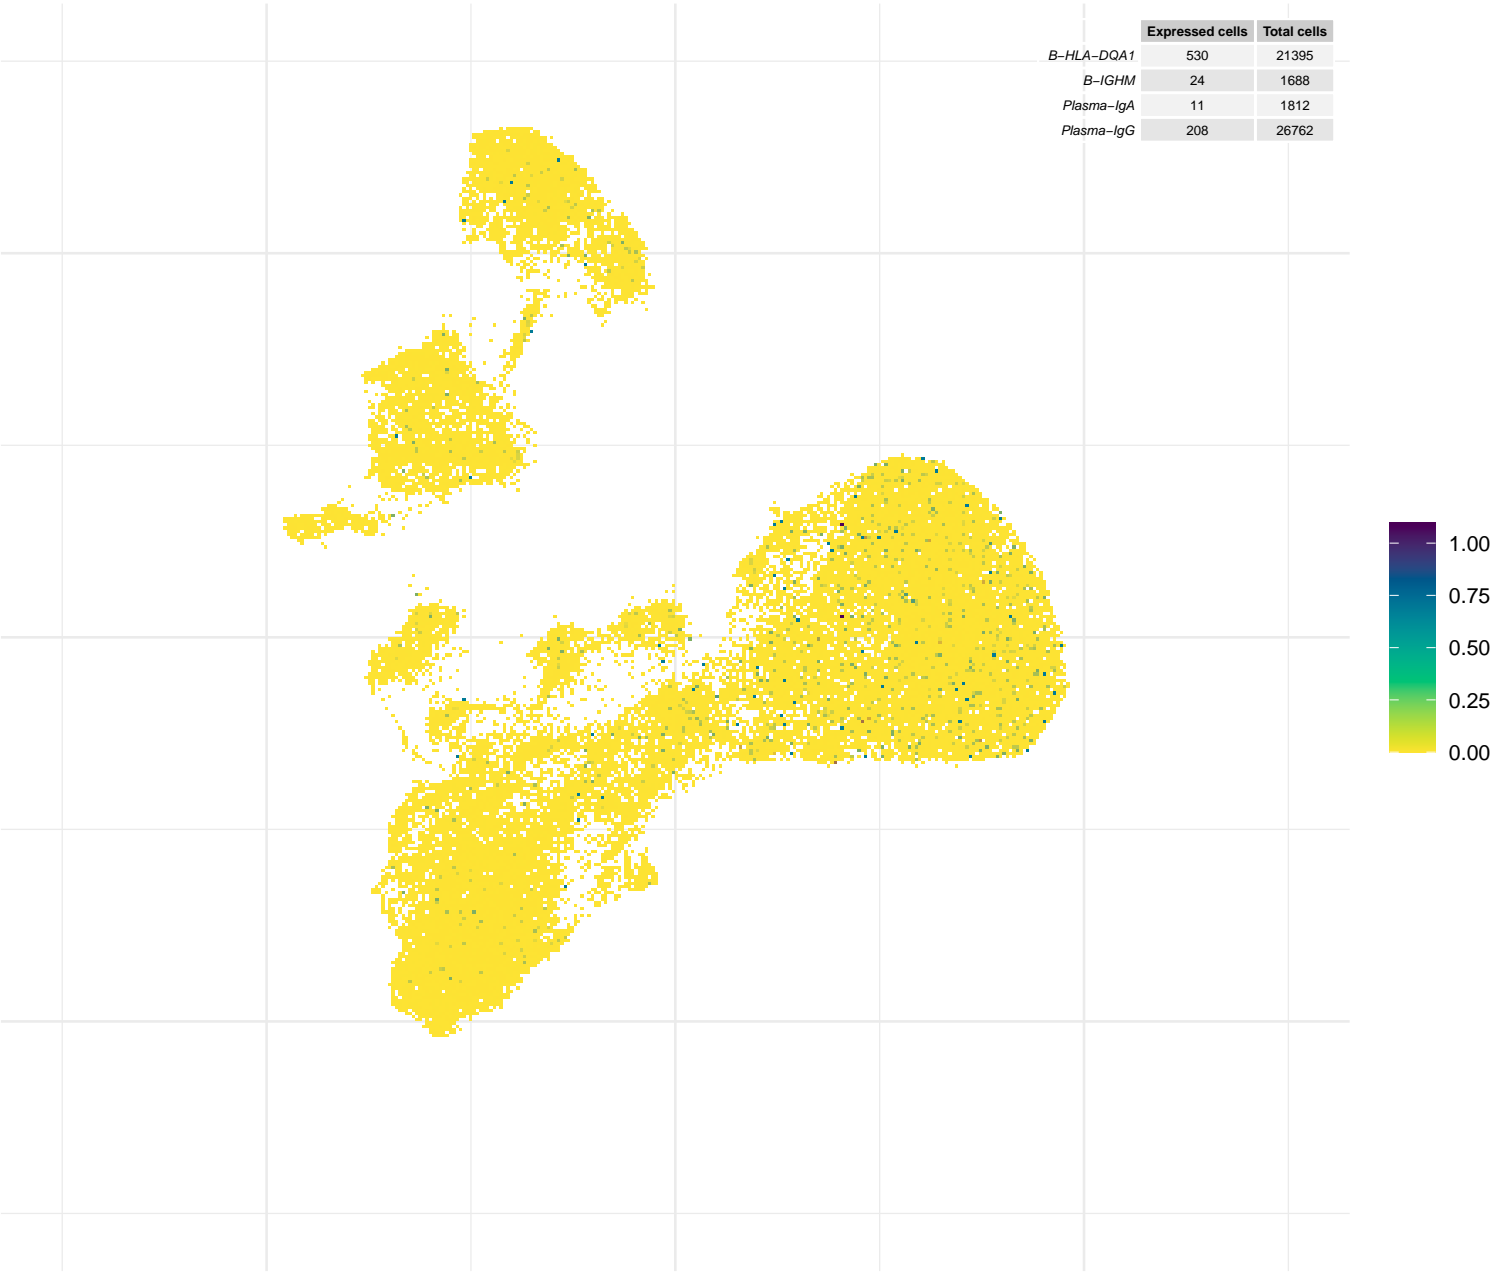 Expressed cells Total cells
B−HLA−DQA1 530 21395
B−IGHM 24 1688
Plasma−IgA 11 1812
Plasma−IgG 208 26762
1.00
0.75
0.50
0.25
0.00